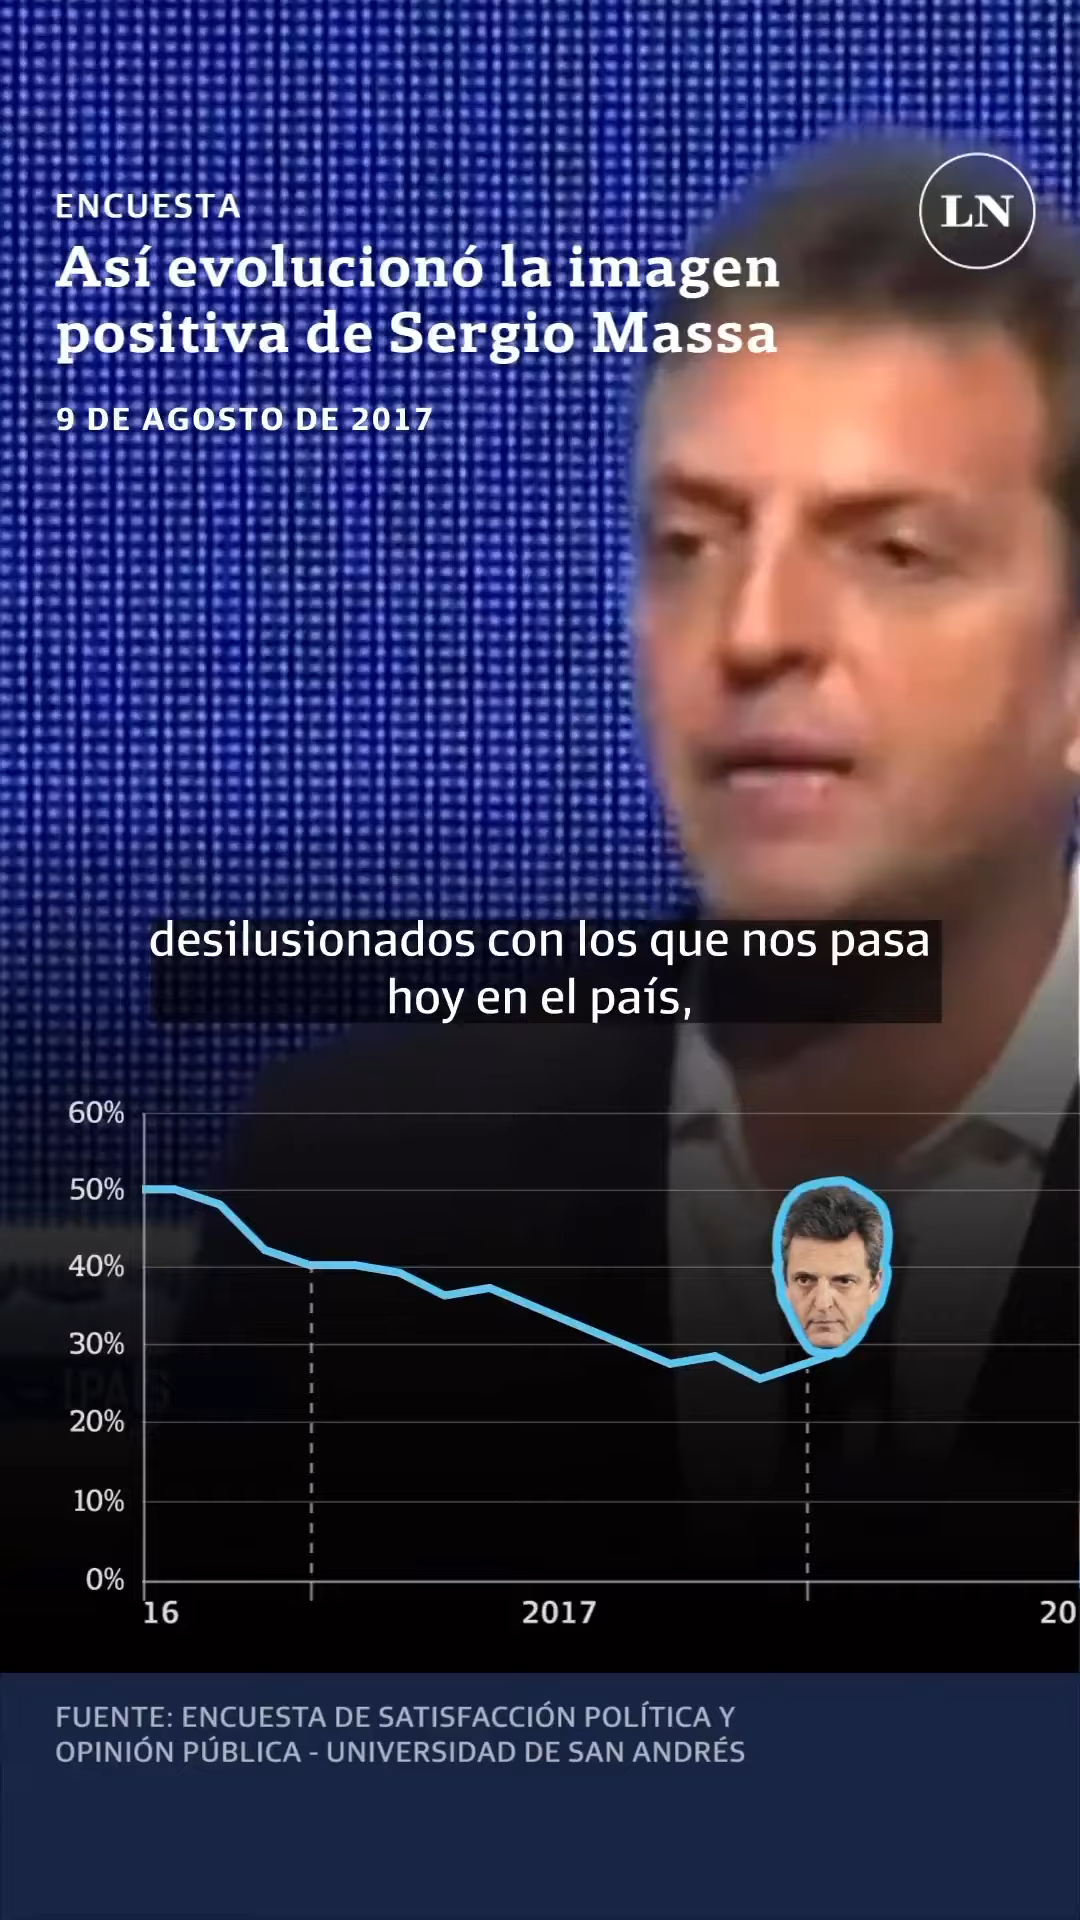 ENCUESTA
LN
Así evolucionó la imagen
positiva de Sergio Massa
9 DE AGOSTO DE 2017
desilusionados con los que nos pasa
hoy en el país,
60%
50%
40%
30%
20%
10%
0%
16 2017 20
FUENTE: ENCUESTA DE SATISFACCIÓN POLÍTICA Y
OPINIÓN PÚBLICA - UNIVERSIDAD DE SAN ANDRÉS